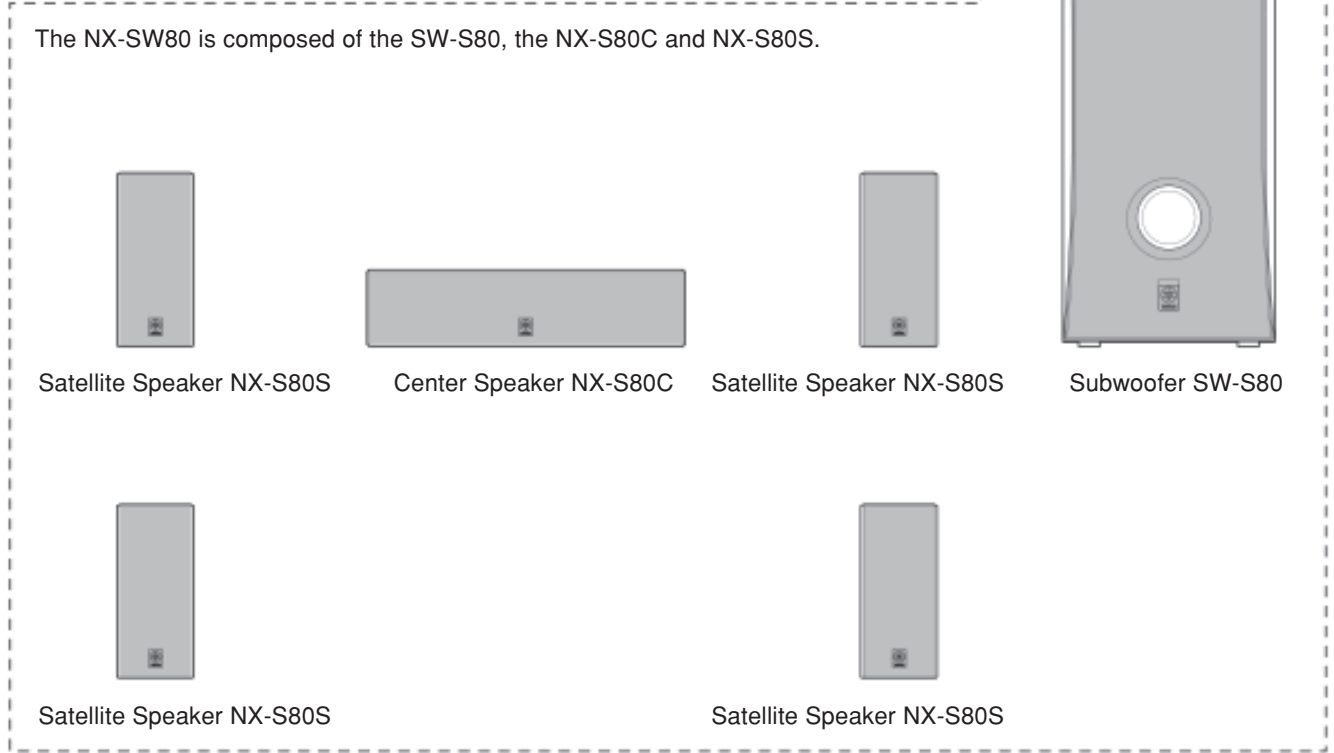 The NX-SW80 is composed of the SW-S80, the NX-S80C and NX-S80S.
Satellite Speaker NX-S80S
Center Speaker NX-S80C
Satellite Speaker NX-S80S
Subwoofer SW-S80
Satellite Speaker NX-S80S
Satellite Speaker NX-S80S